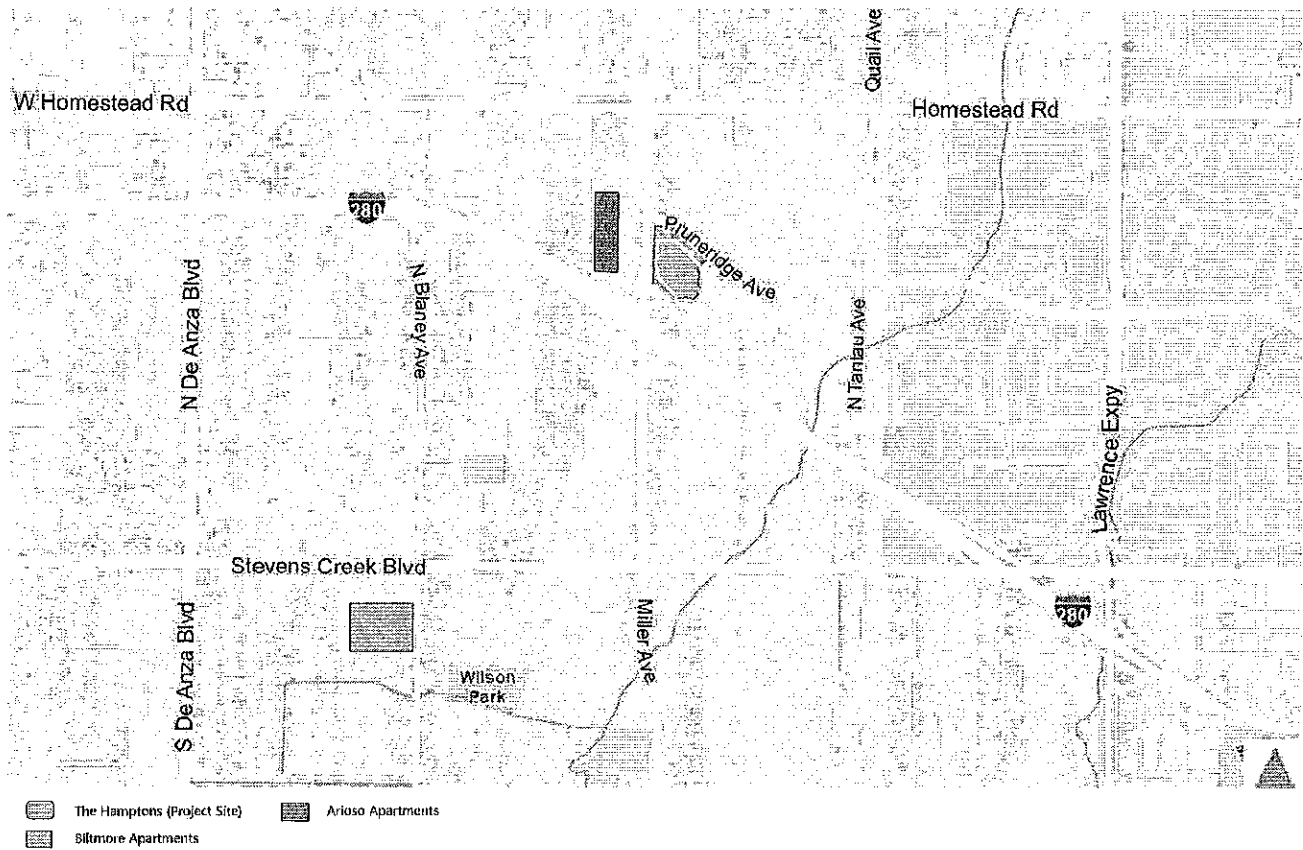 Quail Ave
W Homestead Rd
Homestead Rd
280
Pruneridge Ave
N De Anza Blvd
N Blaney Ave
N Tantau Ave
Lawrence Expy
Stevens Creek Blvd
280
S De Anza Blvd
Miller Ave
Wilson
Park
The Hamptons (Project Site)
Arioso Apartments
Biltmore Apartments